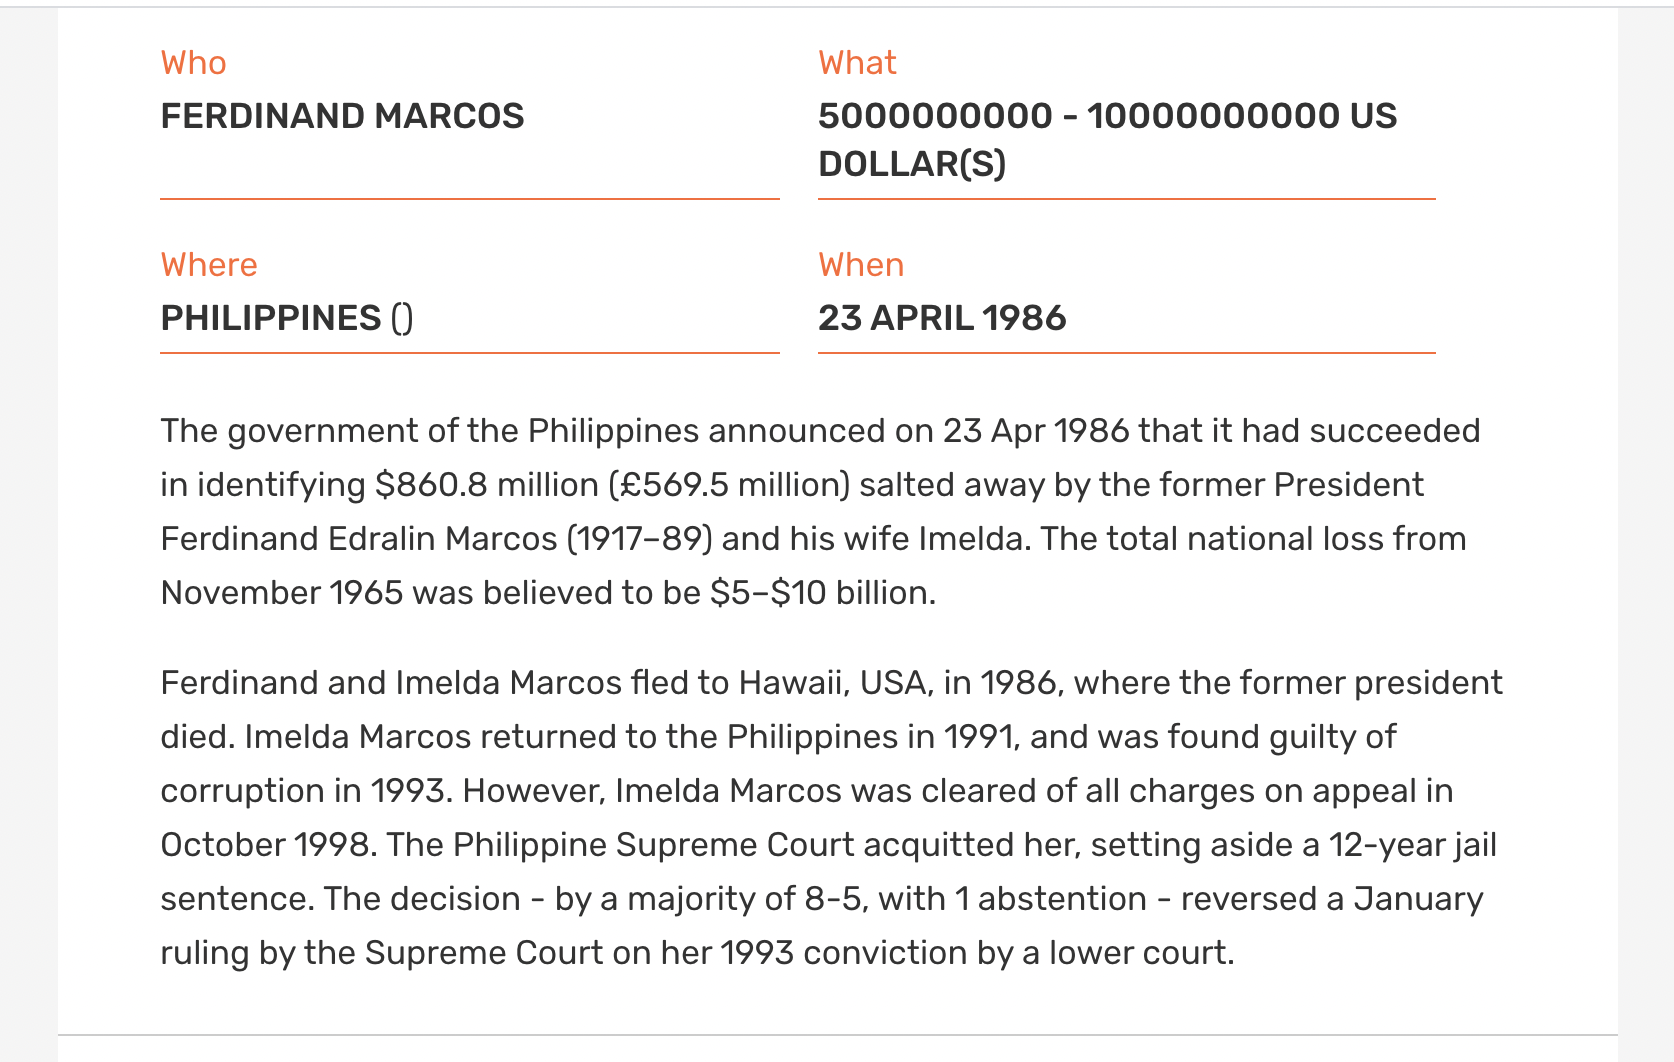 Who
FERDINAND MARCOS
What
5000000000 - 10000000000 US
DOLLAR(S)
Where
PHILIPPINES ()
When
23 APRIL 1986
The government of the Philippines announced on 23 Apr 1986 that it had succeeded
in identifying $860.8 million (£569.5 million) salted away by the former President
Ferdinand Edralin Marcos (1917–89) and his wife Imelda. The total national loss from
November 1965 was believed to be $5–$10 billion.
Ferdinand and Imelda Marcos fled to Hawaii, USA, in 1986, where the former president
died. Imelda Marcos returned to the Philippines in 1991, and was found guilty of
corruption in 1993. However, Imelda Marcos was cleared of all charges on appeal in
October 1998. The Philippine Supreme Court acquitted her, setting aside a 12-year jail
sentence. The decision - by a majority of 8-5, with 1 abstention - reversed a January
ruling by the Supreme Court on her 1993 conviction by a lower court.